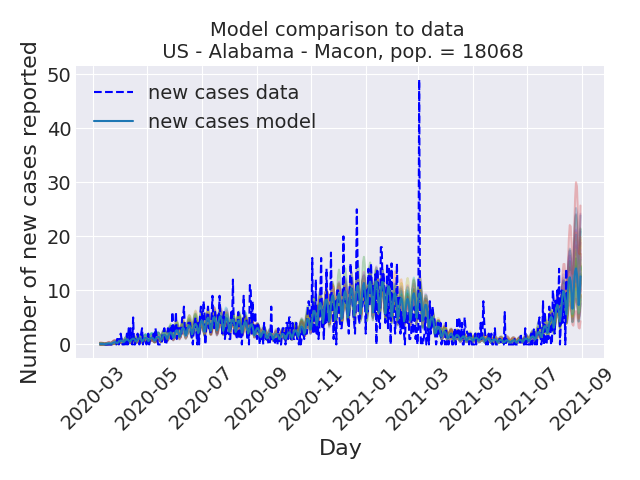 Model comparison to data
US - Alabama - Macon, pop. = 18068
Number of new cases reported
50
40
30
20
10
0
new cases data
new cases model
2020-03
2020-05
2020-07
2020-09
2020-11
2021-01
2021-03
2021-05
2021-07
2021-09
Day